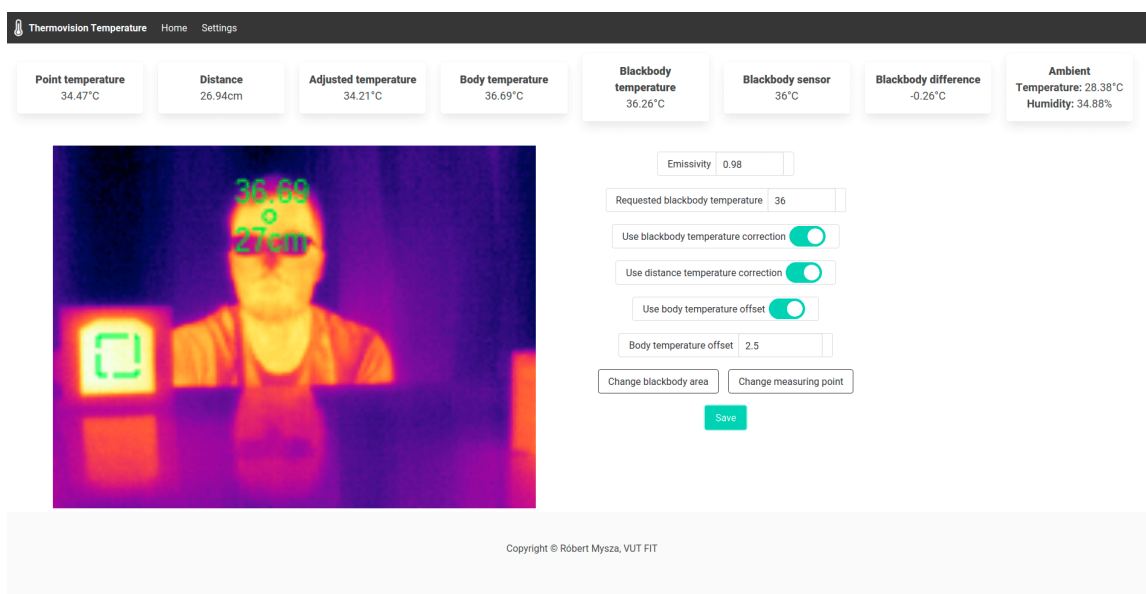 Thermovision Temperature Home Settings
Point temperature
34.47°C
Distance
26.94cm
Adjusted temperature
34.21°C
Body temperature
36.69°C
Blackbody
temperature
36.26°C
Blackbody sensor
36°C
Blackbody difference
-0.26°C
Ambient
Temperature: 28.38°C
Humidity: 34.88%
36.69
27cm
Emissivity 0.98
Requested blackbody temperature 36
Use blackbody temperature correction
Use distance temperature correction
Use body temperature offset
Body temperature offset 2.5
Change blackbody area Change measuring point
Save
Copyright © Róbert Mysza, VUT FIT